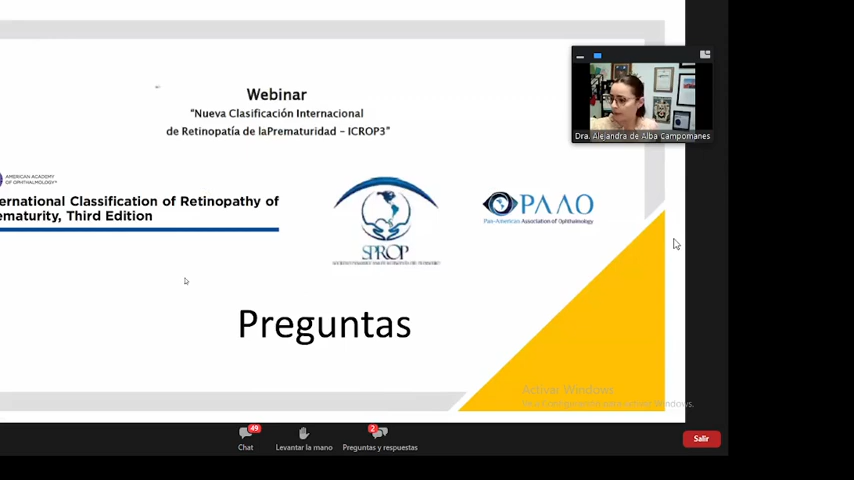 Webinar
“Nueva Clasificación Internacional
de Retinopatía de laPrematuridad – ICROP3”
Dra. Alejandra de Alba Campomanes
AMERICAN ACADEMY
OF OPHTHALMOLOGY®
ernational Classification of Retinopathy of
ematurity, Third Edition
SPROP
PAAO
Pan-American Association of Ophthalmology
Preguntas
Activar Windows
Windows.
49
2
Chat
Levantar la mano
Preguntas y respuestas
Salir